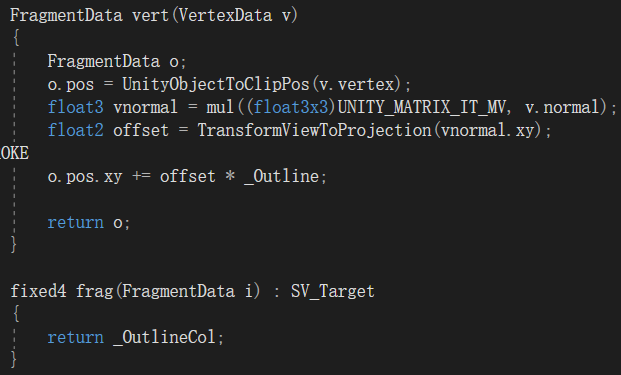 FragmentData vert(VertexData v)
{
FragmentData o;
o.pos = UnityObjectToClipPos(v.vertex);
float3 vnormal = mul((float3x3)UNITY_MATRIX_IT_MV, v.normal);
float2 offset = TransformViewToProjection(vnormal.xy);
OKE
o.pos.xy += offset * _Outline;
return o;
}
fixed4 frag(FragmentData i) : SV_Target
{
return _OutlineCol;
}